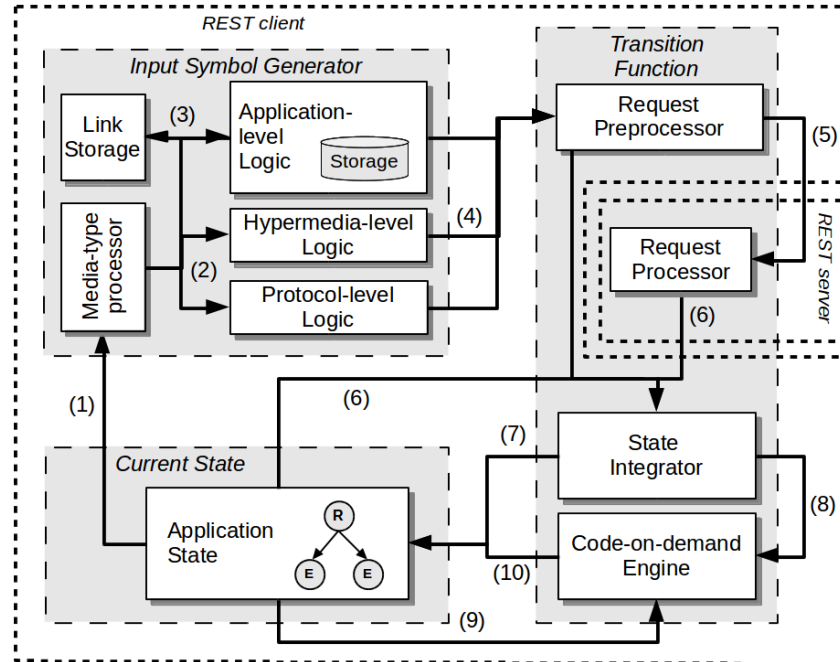 REST client
Input Symbol Generator
Link
Storage
(3)
Application-
level
Logic
Storage
Media-type
processor
(2)
Hypermedia-level
Logic
(4)
Protocol-level
Logic
Transition
Function
Request
Preprocessor
(5)
REST server
Request
Processor
(6)
(1)
(6)
(7)
State
Integrator
(8)
Current State
Application
State
R
E
E
Code-on-demand
Engine
(10)
(9)